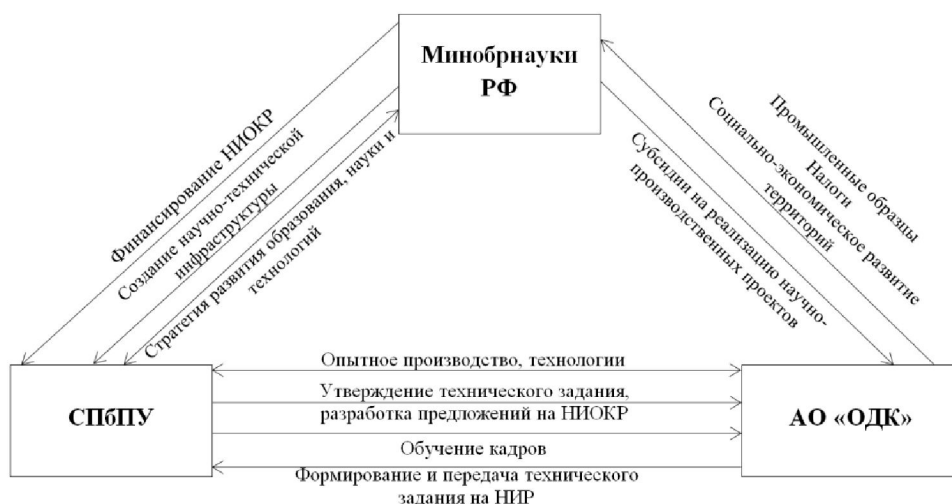 Минобрнауки
РФ
Финансирование НИОКР
Создание научно-технической
инфраструктуры
Стратегия развития образования, науки и
технологий
Промышленные образцы
Налоги
Социально-экономическое развитие
территорий
Субсидии на реализацию научно-
производственных проектов
СПбПУ
Опытное производство, технологии
Утверждение технического задания,
разработка предложений на НИОКР
Обучение кадров
Формирование и передача технического
задания на НИР
АО «ОДК»